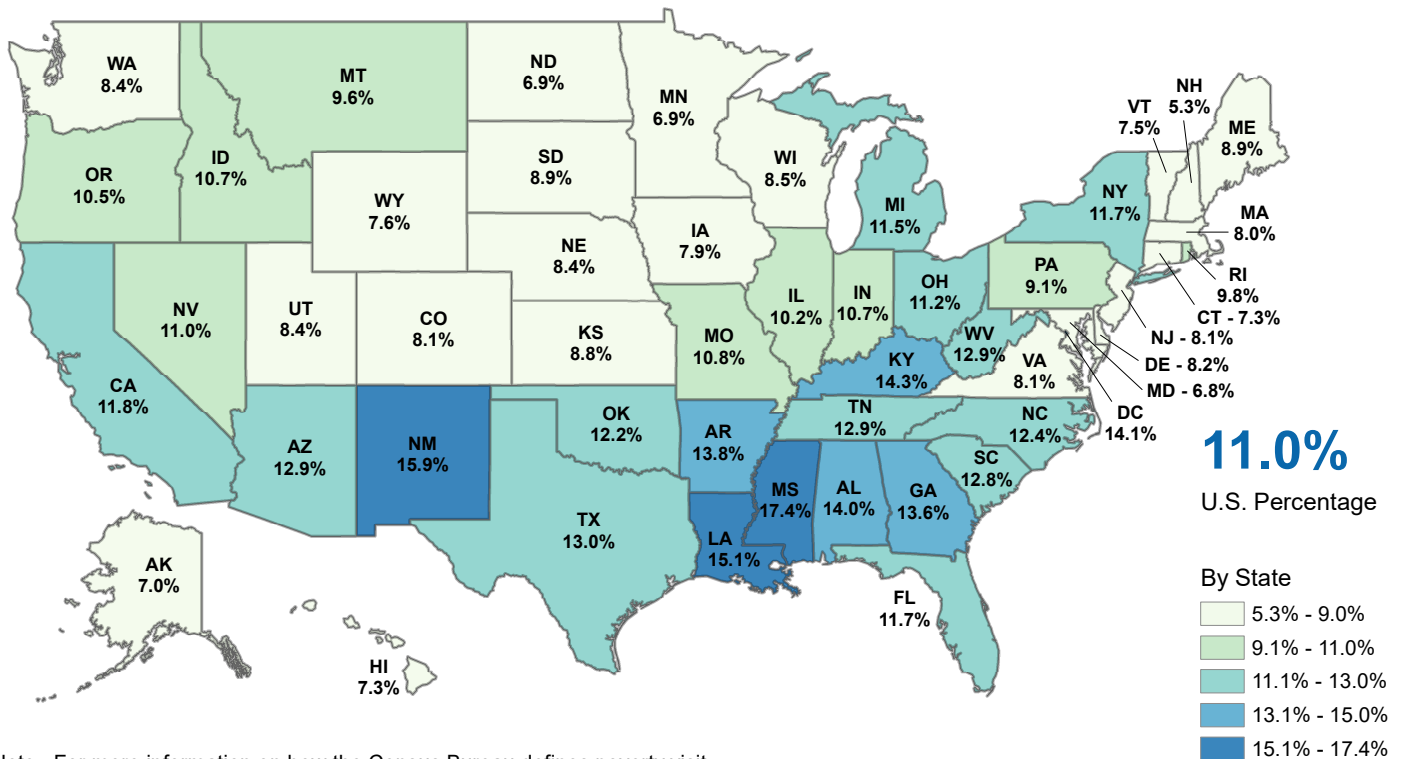 WA
8.4%
MT
9.6%
ND
6.9%
MN
6.9%
OR
10.5%
ID
10.7%
WY
7.6%
SD
8.9%
WI
8.5%
MI
11.5%
NY
11.7%
VT
7.5%
NH
5.3%
ME
8.9%
MA
8.0%
RI
9.8%
CT - 7.3%
NJ - 8.1%
DE - 8.2%
MD - 6.8%
DC
14.1%
NV
11.0%
UT
8.4%
CO
8.1%
NE
8.4%
IA
7.9%
KS
8.8%
MO
10.8%
IL
10.2%
IN
10.7%
OH
11.2%
PA
9.1%
WV
12.9%
VA
8.1%
KY
14.3%
CA
11.8%
AZ
12.9%
NM
15.9%
OK
12.2%
AR
13.8%
TN
12.9%
NC
12.4%
SC
12.8%
TX
13.0%
LA
15.1%
MS
17.4%
AL
14.0%
GA
13.6%
FL
11.7%
AK
7.0%
HI
7.3%
11.0%
U.S. Percentage
By State
5.3% - 9.0%
9.1% - 11.0%
11.1% - 13.0%
13.1% - 15.0%
15.1% - 17.4%